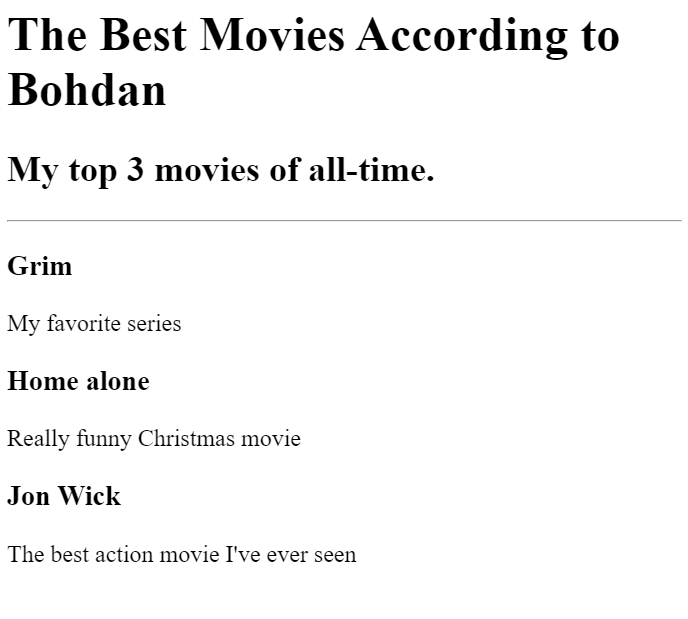 The Best Movies According to
Bohdan
My top 3 movies of all-time.
Grim
My favorite series
Home alone
Really funny Christmas movie
Jon Wick
The best action movie I've ever seen